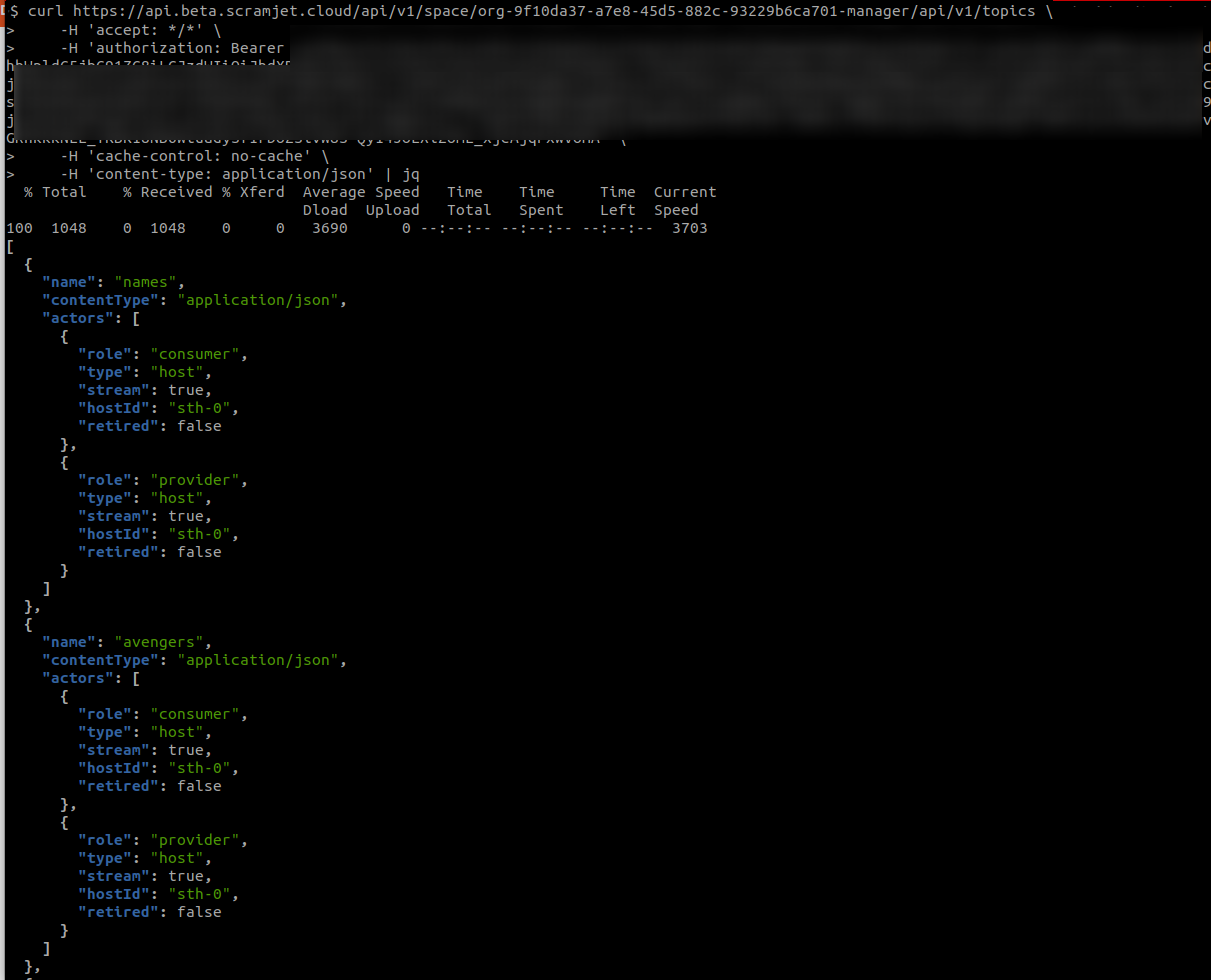 $ curl https://api.beta.scramjet.cloud/api/v1/space/org-9f10da37-a7e8-45d5-882c-93229b6ca701-manager/api/v1/topics \
>     -H 'accept: */*' \
>     -H 'authorization: Bearer
>     -H 'cache-control: no-cache' \
>     -H 'content-type: application/json' | jq
  % Total    % Received % Xferd  Average Speed   Time    Time     Time  Current
                                 Dload  Upload   Total   Spent    Left  Speed
100  1048    0  1048    0     0   3690      0 --:--:-- --:--:-- --:--:--  3703
[
  {
    "name": "names",
    "contentType": "application/json",
    "actors": [
      {
        "role": "consumer",
        "type": "host",
        "stream": true,
        "hostId": "sth-0",
        "retired": false
      },
      {
        "role": "provider",
        "type": "host",
        "stream": true,
        "hostId": "sth-0",
        "retired": false
      }
    ]
  },
  {
    "name": "avengers",
    "contentType": "application/json",
    "actors": [
      {
        "role": "consumer",
        "type": "host",
        "stream": true,
        "hostId": "sth-0",
        "retired": false
      },
      {
        "role": "provider",
        "type": "host",
        "stream": true,
        "hostId": "sth-0",
        "retired": false
      }
    ]
  },